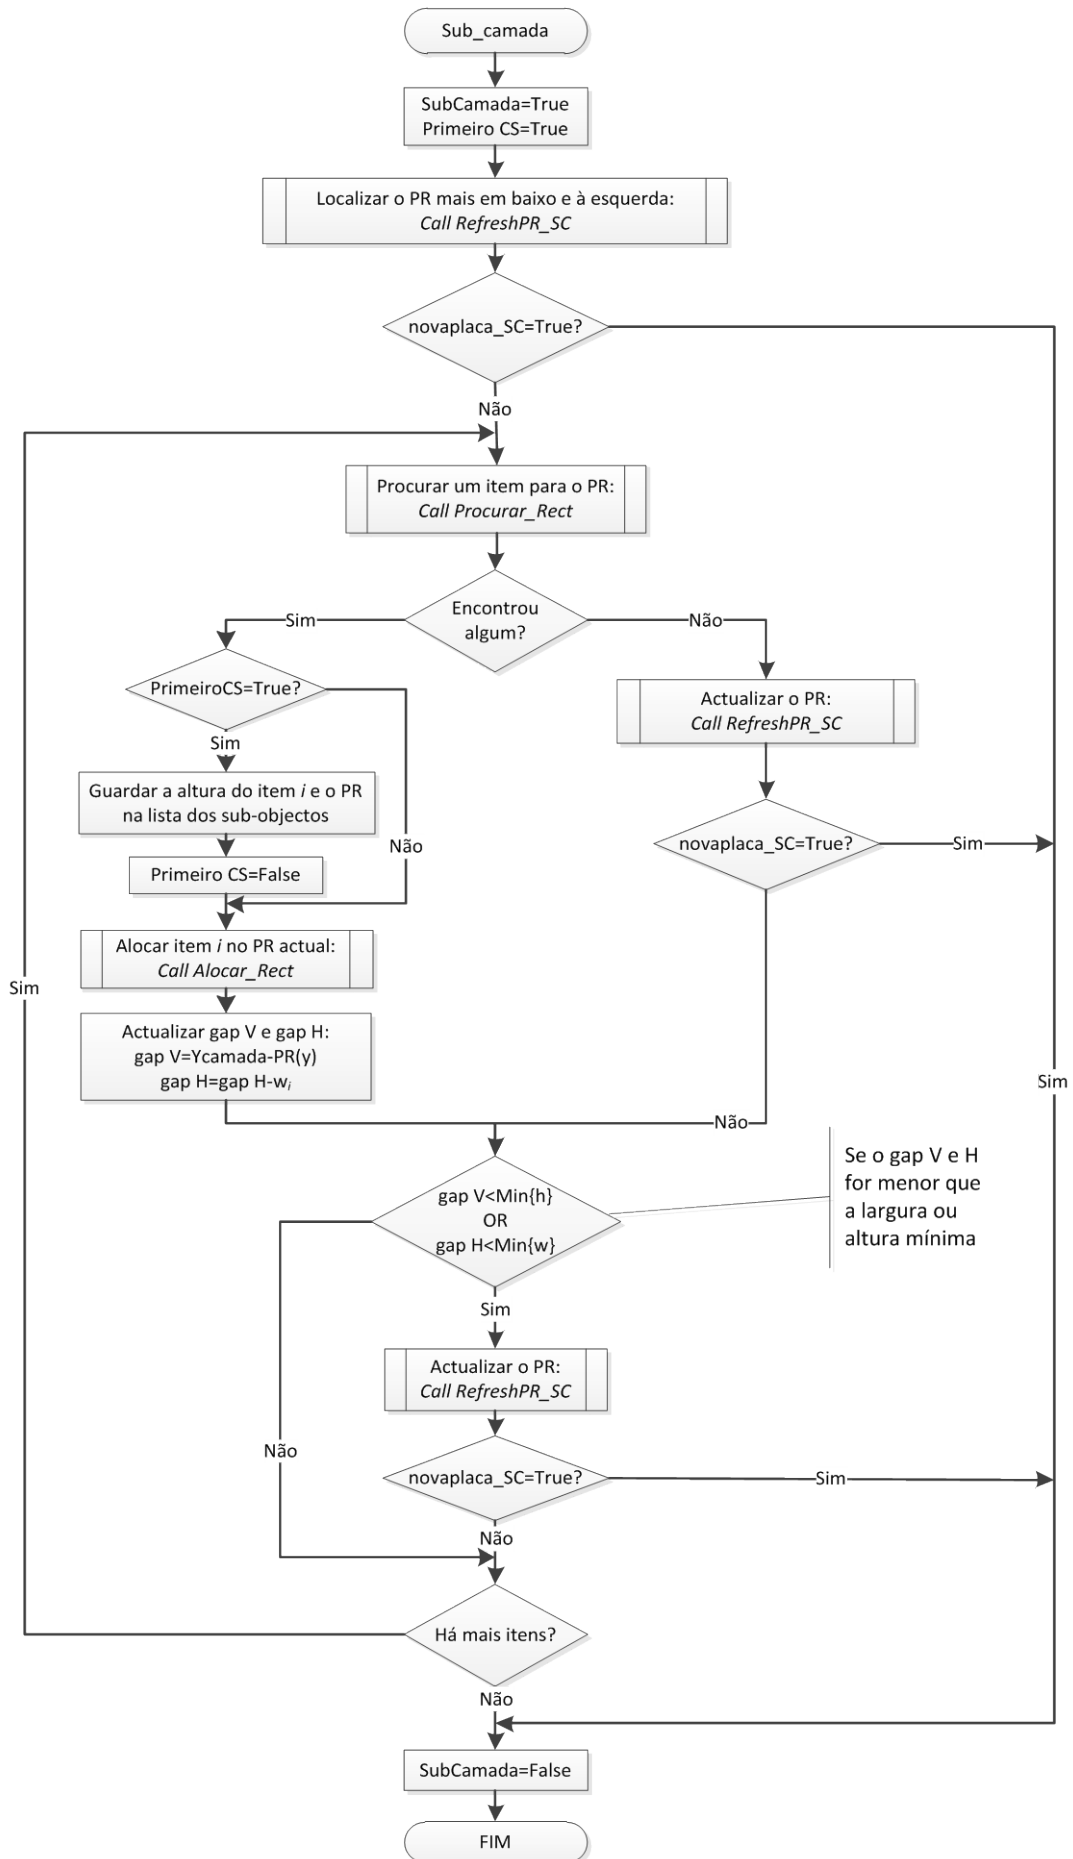 Sub_camada
SubCamada=True
Primeiro CS=True
Localizar o PR mais em baixo e à esquerda:
Call RefreshPR_SC
novaplaca_SC=True?
Não
Procurar um item para o PR:
Call Procurar_Rect
Encontrou
algum?
Sim
Não
PrimeiroCS=True?
Actualizar o PR:
Call RefreshPR_SC
Sim
Guardar a altura do item i e o PR
na lista dos sub-objectos
novaplaca_SC=True?
Sim
Não
Primeiro CS=False
Alocar item i no PR actual:
Call Alocar_Rect
Sim
Actualizar gap V e gap H:
gap V=Ycamada-PR(y)
gap H=gap H-wᵢ
Sim
Não
gap V<Min{h}
OR
gap H<Min{w}
Se o gap V e H
for menor que
a largura ou
altura mínima
Sim
Actualizar o PR:
Call RefreshPR_SC
Não
novaplaca_SC=True?
Sim
Não
Há mais itens?
Não
SubCamada=False
FIM